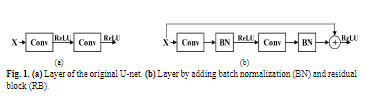 X Conv ReLU Conv ReLU X Conv BN ReLU Conv BN + ReLU
(a) (b)
Fig. 1. (a) Layer of the original U-net. (b) Layer by adding batch normalization (BN) and residual
block (RB).